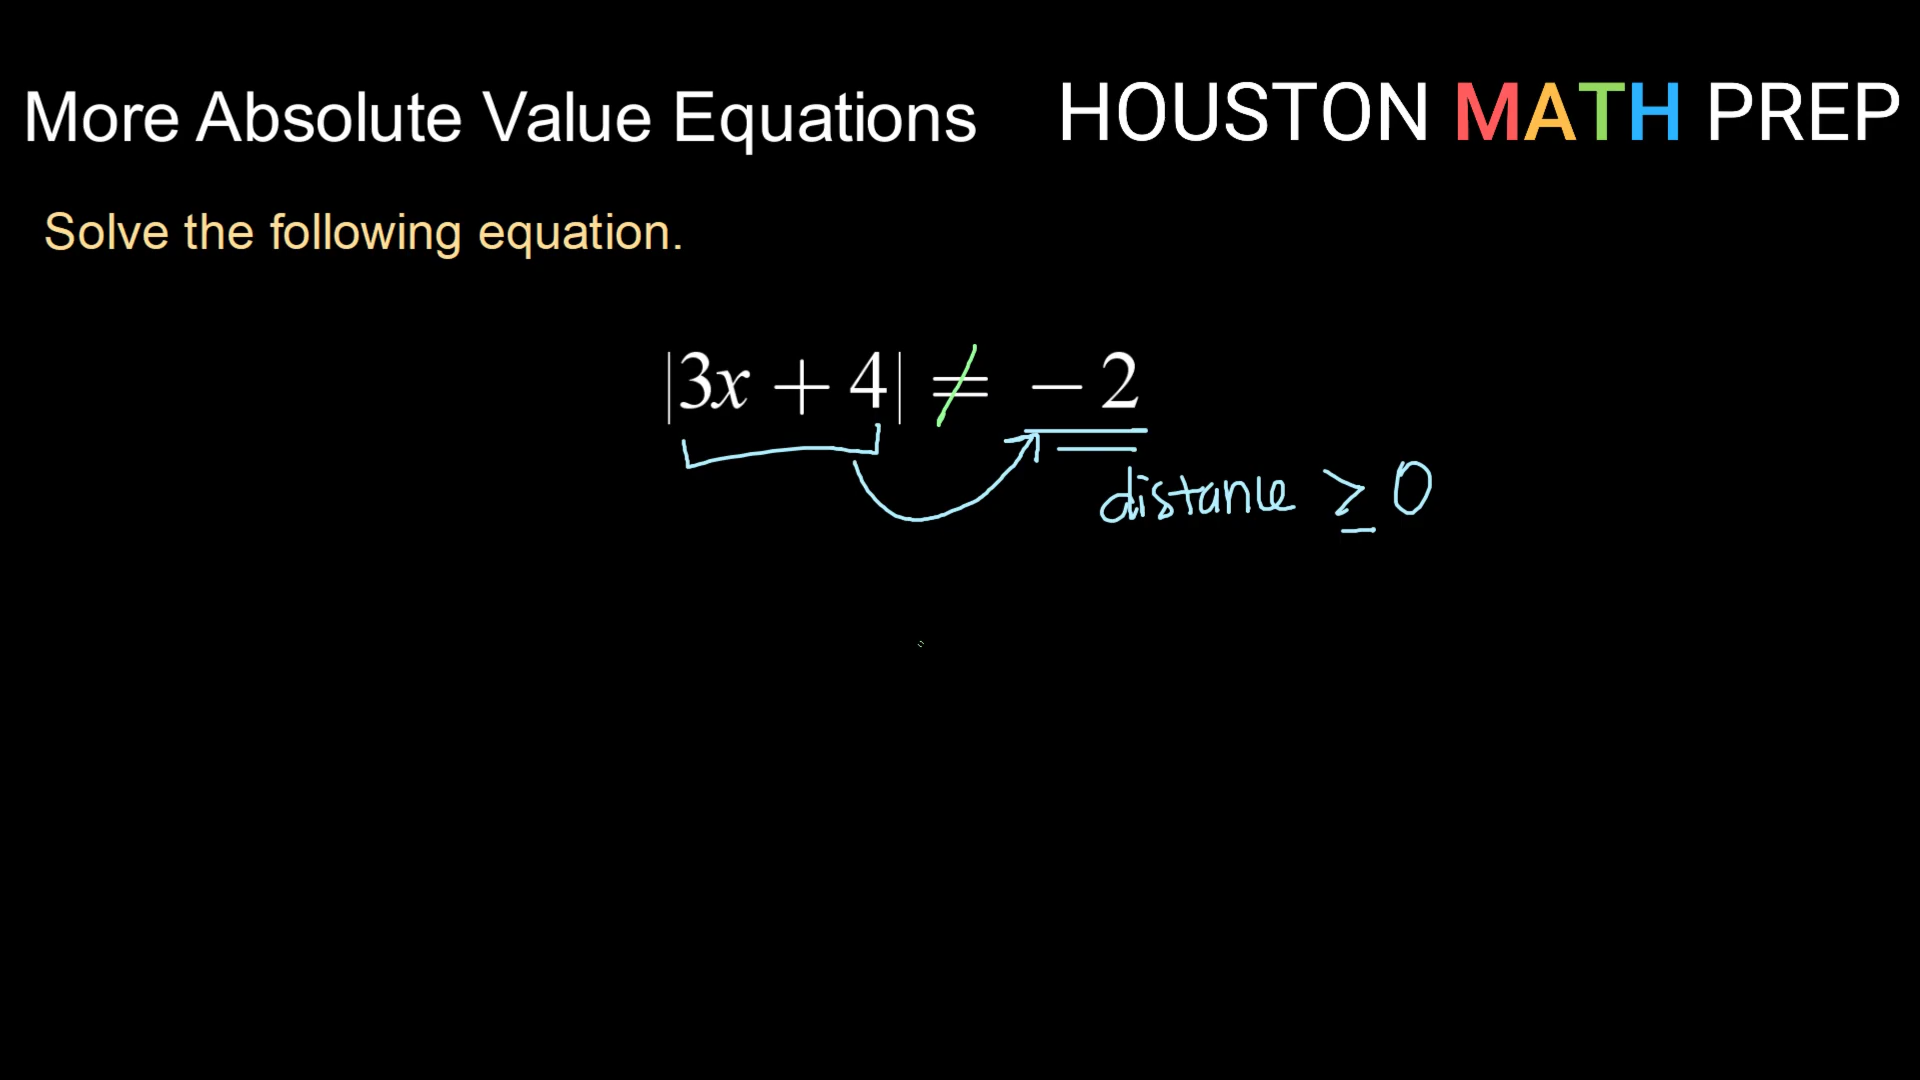 More Absolute Value Equations HOUSTON MATH PREP
Solve the following equation.
|3x + 4| ≠ − 2
distance ≥ 0